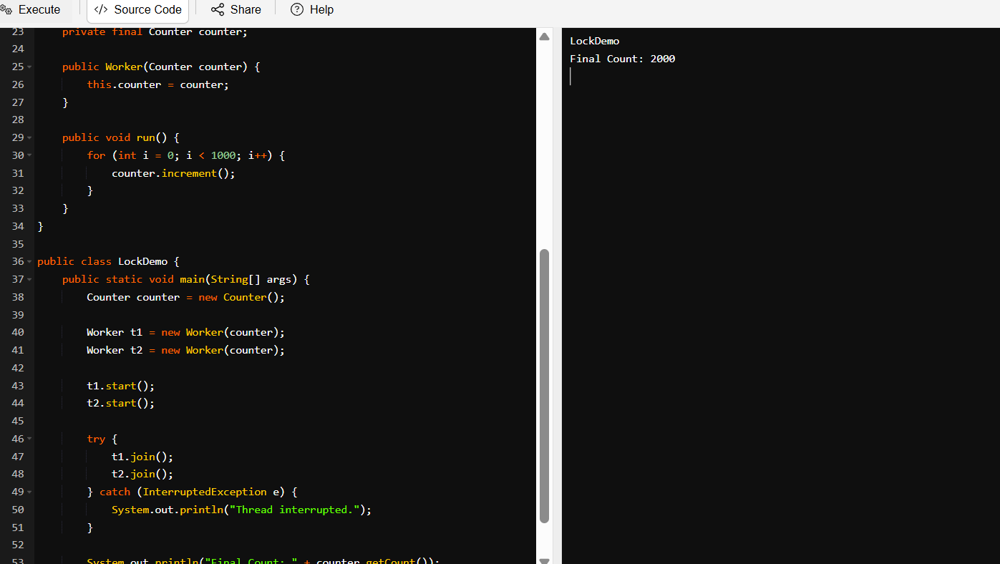 Execute
Source Code
Share
Help
23 private final Counter counter;
24
25 public Worker(Counter counter) {
26 this.counter = counter;
27 }
28
29 public void run() {
30 for (int i = 0; i < 1000; i++) {
31 counter.increment();
32 }
33 }
34 }
35
36 public class LockDemo {
37 public static void main(String[] args) {
38 Counter counter = new Counter();
39
40 Worker t1 = new Worker(counter);
41 Worker t2 = new Worker(counter);
42
43 t1.start();
44 t2.start();
45
46 try {
47 t1.join();
48 t2.join();
49 } catch (InterruptedException e) {
50 System.out.println("Thread interrupted.");
51 }
52
53 System.out.println("Final Count: " + counter.getCount());
LockDemo
Final Count: 2000